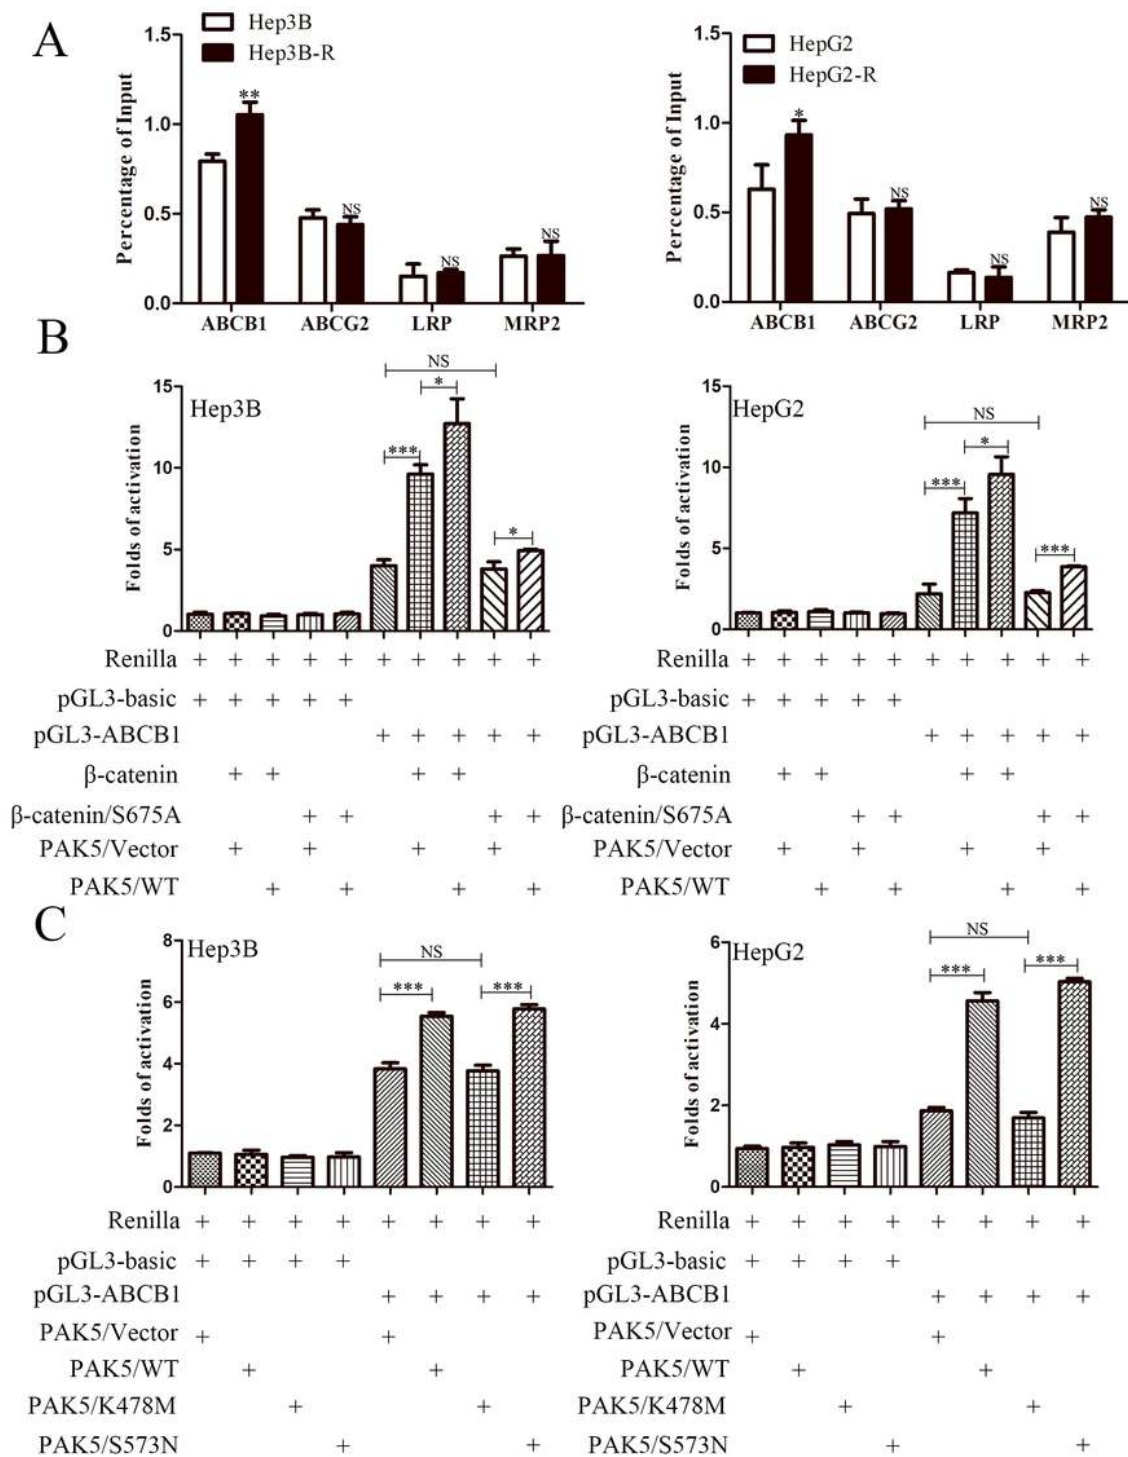 A
Hep3B
Hep3B-R
Percentage of Input
1.5
1.0
0.5
0.0
**
NS
NS
NS
ABCB1 ABCG2 LRP MRP2
HepG2
HepG2-R
Percentage of Input
1.5
1.0
0.5
0.0
*
NS
NS
NS
ABCB1 ABCG2 LRP MRP2
B
Hep3B
Folds of activation
15
10
5
0
NS
*
***
*
Renilla + + + + + + + + + +
pGL3-basic + + + + +
pGL3-ABCB1 + + + + +
β-catenin + + + +
β-catenin/S675A + + + +
PAK5/Vector + + + +
PAK5/WT + + + +
HepG2
Folds of activation
15
10
5
0
NS
*
***
***
Renilla + + + + + + + + + +
pGL3-basic + + + + +
pGL3-ABCB1 + + + + +
β-catenin + + + +
β-catenin/S675A + + + +
PAK5/Vector + + + +
PAK5/WT + + + +
C
Hep3B
Folds of activation
8
6
4
2
0
NS
***
***
Renilla + + + + + + + +
pGL3-basic + + + +
pGL3-ABCB1 + + + +
PAK5/Vector + +
PAK5/WT + +
PAK5/K478M + +
PAK5/S573N + +
HepG2
Folds of activation
6
4
2
0
NS
***
***
Renilla + + + + + + + +
pGL3-basic + + + +
pGL3-ABCB1 + + + +
PAK5/Vector + +
PAK5/WT + +
PAK5/K478M + +
PAK5/S573N + +